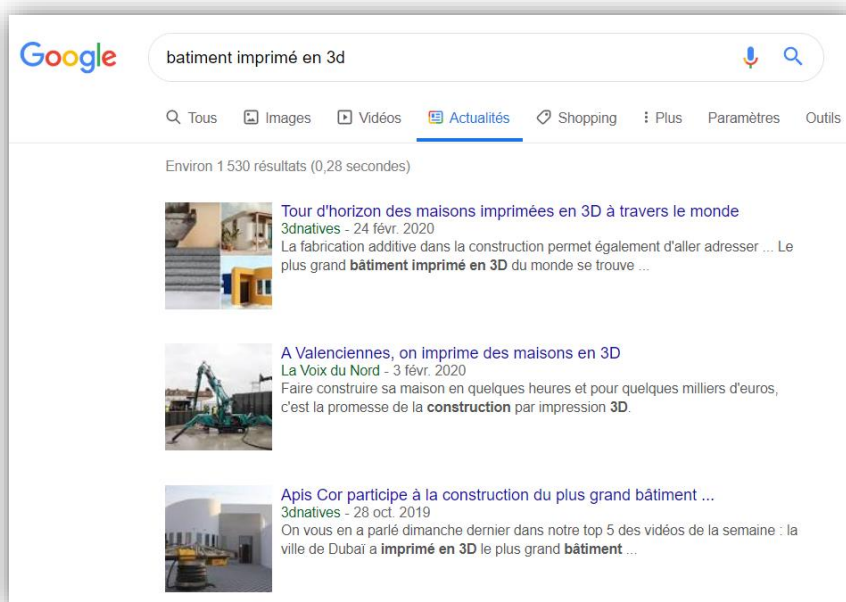 Google
batiment imprimé en 3d
Tous Images Vidéos Actualités Shopping Plus Paramètres Outils
Environ 1 530 résultats (0,28 secondes)
Tour d'horizon des maisons imprimées en 3D à travers le monde
3dnatives - 24 févr. 2020
La fabrication additive dans la construction permet également d'aller adresser ... Le
plus grand bâtiment imprimé en 3D du monde se trouve ...
A Valenciennes, on imprime des maisons en 3D
La Voix du Nord - 3 févr. 2020
Faire construire sa maison en quelques heures et pour quelques milliers d'euros,
c'est la promesse de la construction par impression 3D.
Apis Cor participe à la construction du plus grand bâtiment ...
3dnatives - 28 oct. 2019
On vous en a parlé dimanche dernier dans notre top 5 des vidéos de la semaine : la
ville de Dubaï a imprimé en 3D le plus grand bâtiment ...